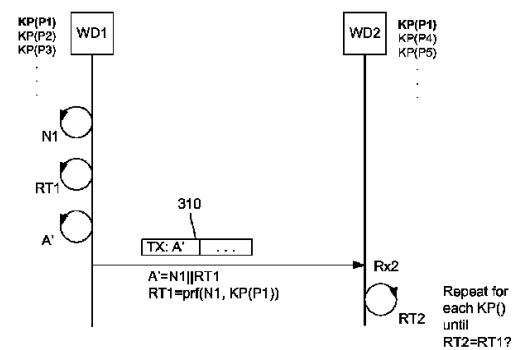 KP(P1)
KP(P2)
KP(P3)
WD1
WD2
KP(P1)
KP(P4)
KP(P5)
N1
RT1
A'
310
TX: A' . . .
A'=N1||RT1
RT1=prf(N1, KP(P1))
Rx2
RT2
Repeat for
each KP()
until
RT2=RT1?